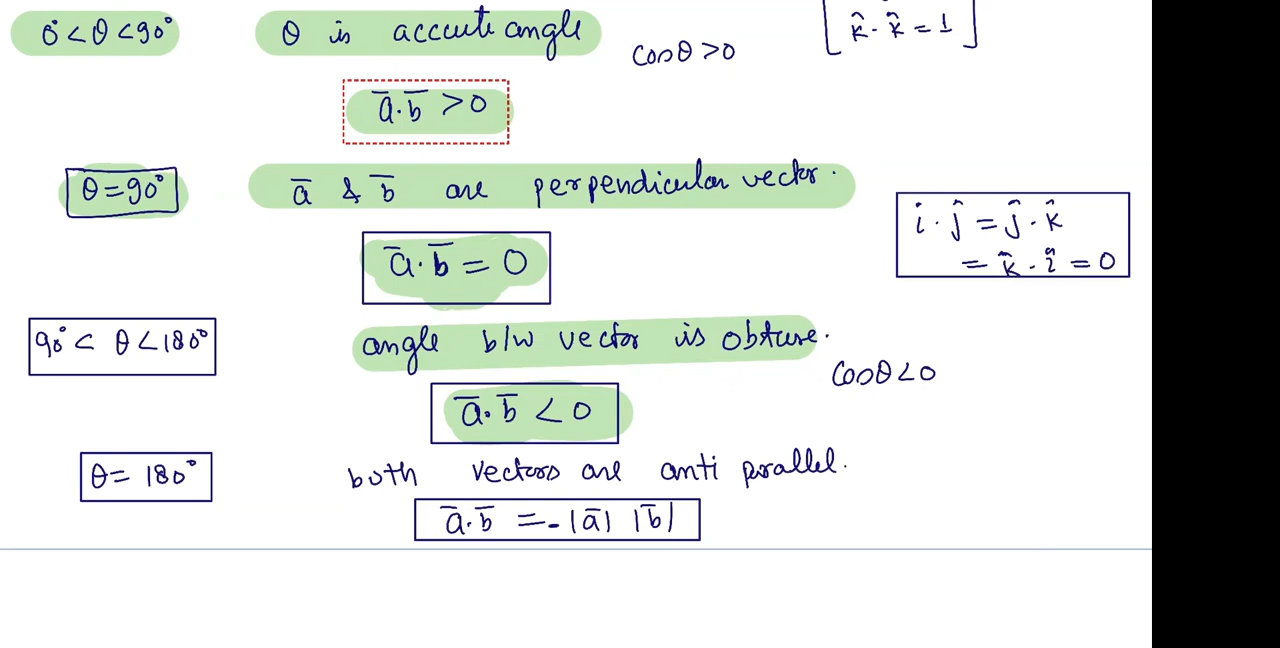 0° < θ < 90° θ is accute angle cosθ > 0 [k̂ · k̂ = 1]
a̅ · b̅ > 0
θ = 90° a̅ & b̅ are perpendicular vector.
i · ĵ = ĵ · k̂
a̅ · b̅ = 0 = k̂ · î = 0
90° < θ < 180° angle b/w vector is obtuse.
cosθ < 0
a̅ · b̅ < 0
θ = 180° both vectors are anti parallel.
a̅ · b̅ = - |a̅| |b̅|